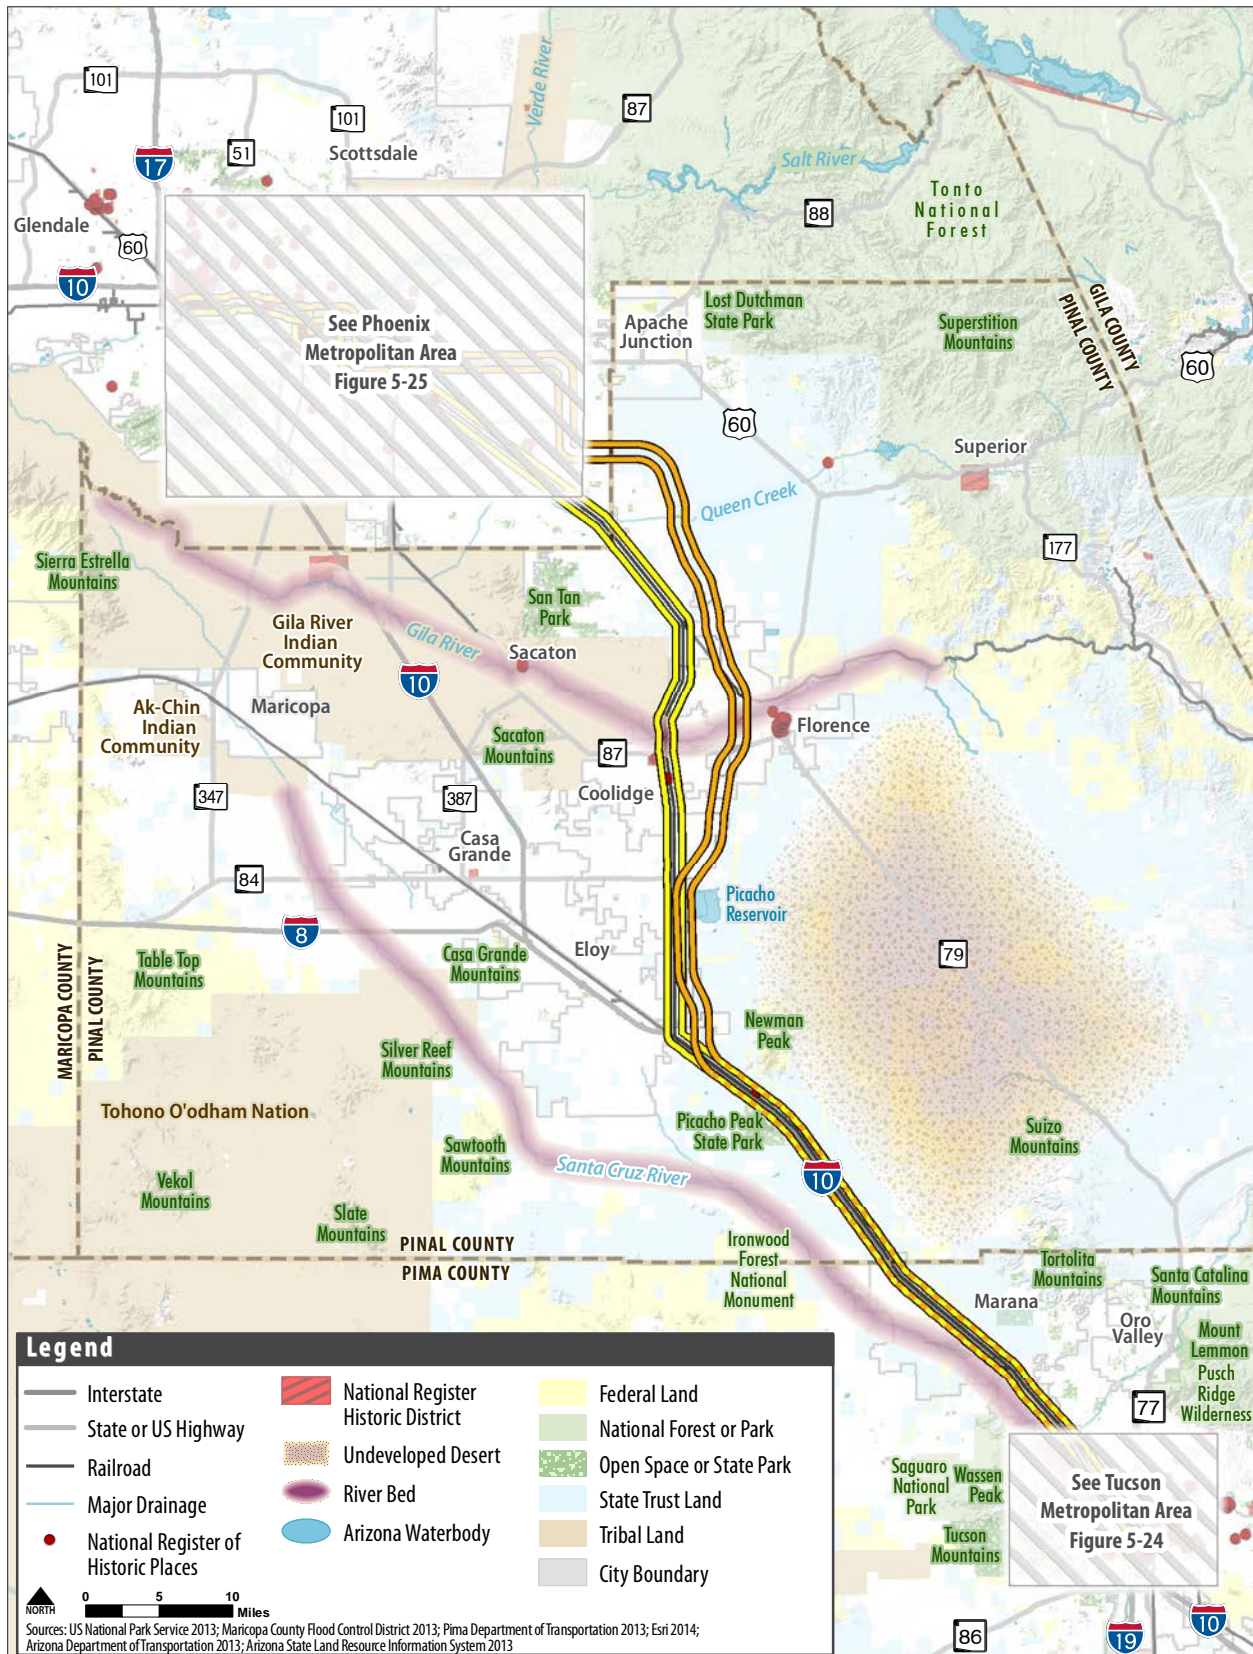 101
101
87
51
Verde River
Scottsdale
17
Salt River
Tonto
National
Forest
88
Glendale
60
10
GILA COUNTY
PINAL COUNTY
See Phoenix
Metropolitan Area
Figure 5-25
Apache
Junction
Lost Dutchman
State Park
Superstition
Mountains
60
60
Superior
Queen Creek
177
Sierra Estrella
Mountains
San Tan
Park
Gila River
Indian
Community
Gila River
Sacaton
10
Ak-Chin
Indian
Community
Maricopa
Florence
Sacaton
Mountains
87
347
387
Coolidge
Casa
Grande
84
Picacho
Reservoir
8
Eloy
79
Table Top
Mountains
Casa Grande
Mountains
MARICOPA COUNTY
PINAL COUNTY
Newman
Peak
Silver Reef
Mountains
Tohono O'odham Nation
Picacho Peak
State Park
Suizo
Mountains
Sawtooth
Mountains
Santa Cruz River
10
Vekol
Mountains
Slate
Mountains
PINAL COUNTY
PIMA COUNTY
Ironwood
Forest
National
Monument
Tortolita
Mountains
Santa Catalina
Mountains
Marana
Oro
Valley
Mount
Lemmon
Pusch
Ridge
Wilderness
77
Saguaro
National
Park
Wassen
Peak
Tucson
Mountains
See Tucson
Metropolitan Area
Figure 5-24
86
19
10
Legend
Interstate
State or US Highway
Railroad
Major Drainage
National Register of
Historic Places
National Register
Historic District
Undeveloped Desert
River Bed
Arizona Waterbody
Federal Land
National Forest or Park
Open Space or State Park
State Trust Land
Tribal Land
City Boundary
NORTH
0 5 10
Miles
Sources: US National Park Service 2013; Maricopa County Flood Control District 2013; Pima Department of Transportation 2013; Esri 2014;
Arizona Department of Transportation 2013; Arizona State Land Resource Information System 2013